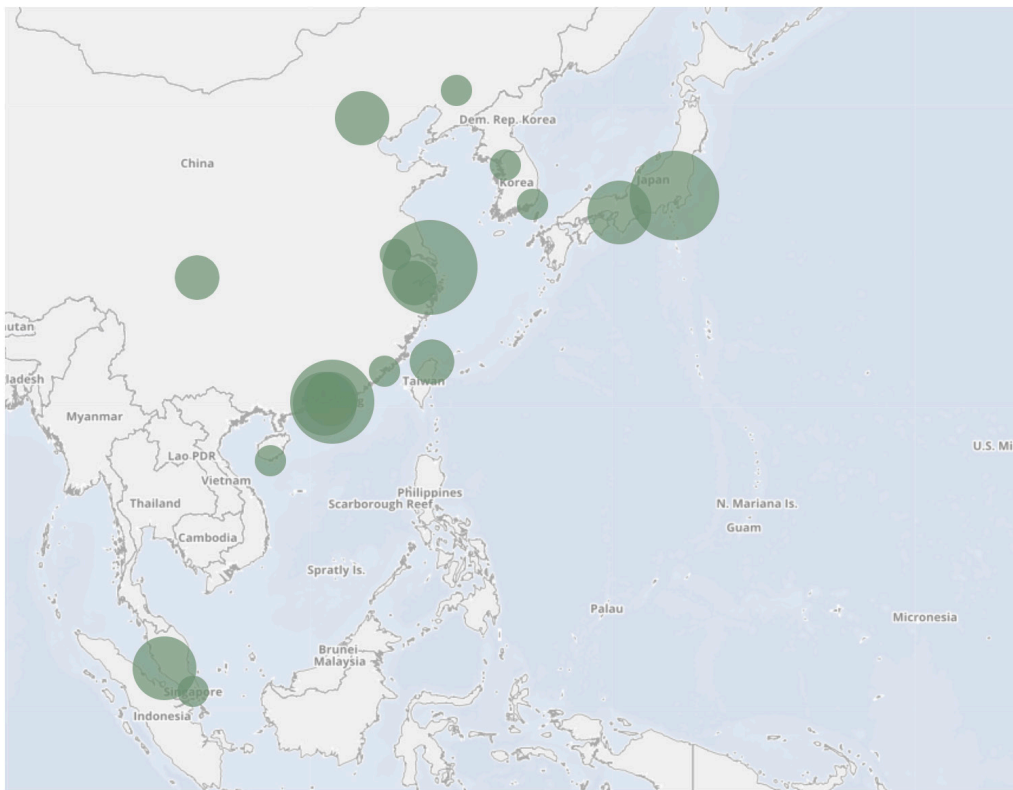 Dem. Rep. Korea
China
Korea
Japan
utan
ladesh
Taiwan
Myanmar
Lao PDR
Vietnam
U.S. Mi
Philippines
Scarborough Reef
Thailand
N. Mariana Is.
Guam
Cambodia
Spratly Is.
Palau
Micronesia
Brunei
Malaysia
Singapore
Indonesia